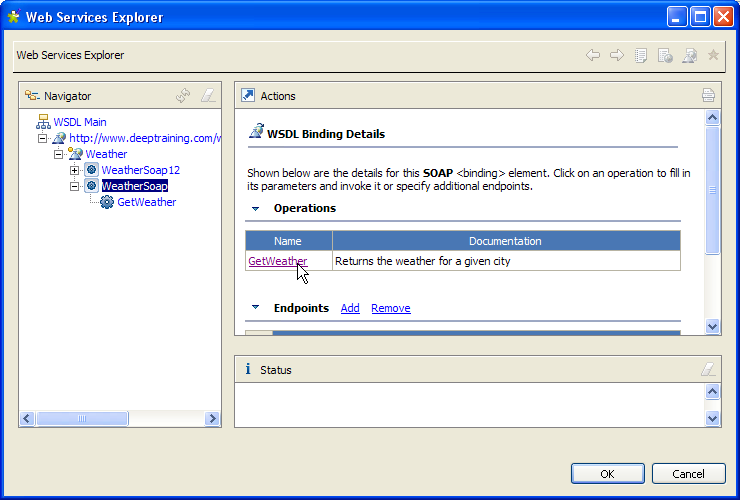 Web Services Explorer
Web Services Explorer
Navigator
WSDL Main
http://www.deeptraining.com/w
Weather
WeatherSoap12
WeatherSoap
GetWeather
Actions
WSDL Binding Details
Shown below are the details for this SOAP <binding> element. Click on an operation to fill in
its parameters and invoke it or specify additional endpoints.
Operations
Name Documentation
GetWeather Returns the weather for a given city
Endpoints Add Remove
Status
OK Cancel